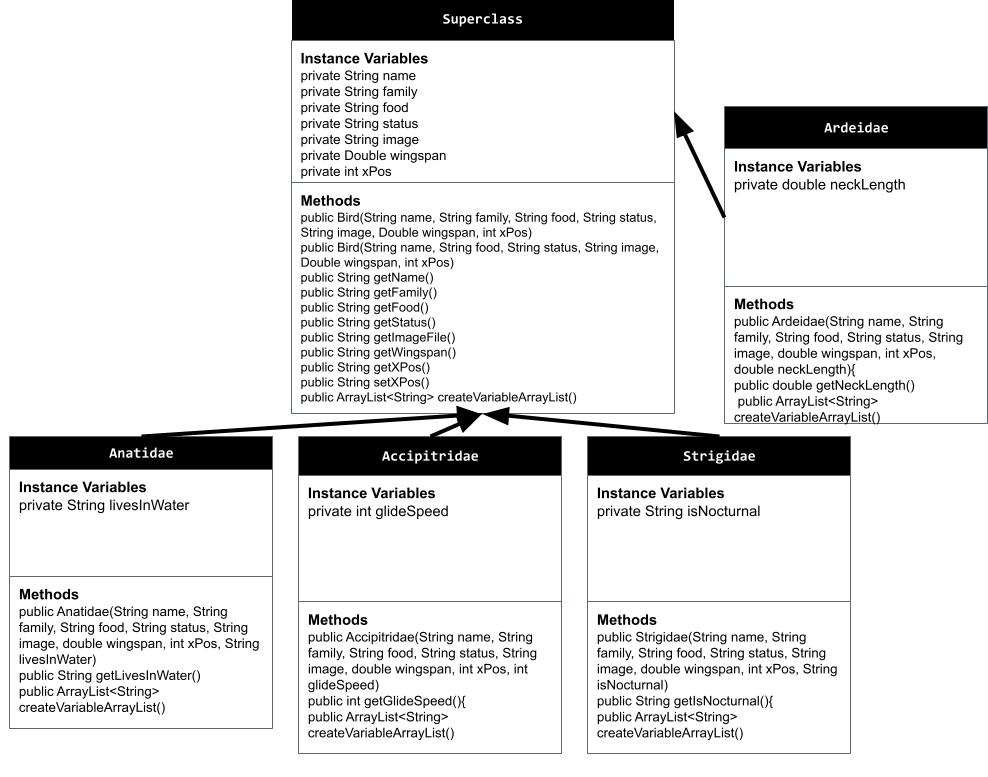 Superclass
Instance Variables
private String name
private String family
private String food
private String status
private String image
private Double wingspan
private int xPos
Methods
public Bird(String name, String family, String food, String status,
String image, Double wingspan, int xPos)
public Bird(String name, String food, String status, String image,
Double wingspan, int xPos)
public String getName()
public String getFamily()
public String getFood()
public String getStatus()
public String getImageFile()
public String getWingspan()
public String getXPos()
public String setXPos()
public ArrayList<String> createVariableArrayList()
Ardeidae
Instance Variables
private double neckLength
Methods
public Ardeidae(String name, String
family, String food, String status, String
image, double wingspan, int xPos,
double neckLength){
public double getNeckLength()
public ArrayList<String>
createVariableArrayList()
Anatidae
Instance Variables
private String livesInWater
Methods
public Anatidae(String name, String
family, String food, String status, String
image, double wingspan, int xPos, String
livesInWater)
public String getLivesInWater()
public ArrayList<String>
createVariableArrayList()
Accipitridae
Instance Variables
private int glideSpeed
Methods
public Accipitridae(String name, String
family, String food, String status, String
image, double wingspan, int xPos, int
glideSpeed)
public int getGlideSpeed(){
public ArrayList<String>
createVariableArrayList()
Strigidae
Instance Variables
private String isNocturnal
Methods
public Strigidae(String name, String
family, String food, String status, String
image, double wingspan, int xPos, String
isNocturnal)
public String getIsNocturnal(){
public ArrayList<String>
createVariableArrayList()